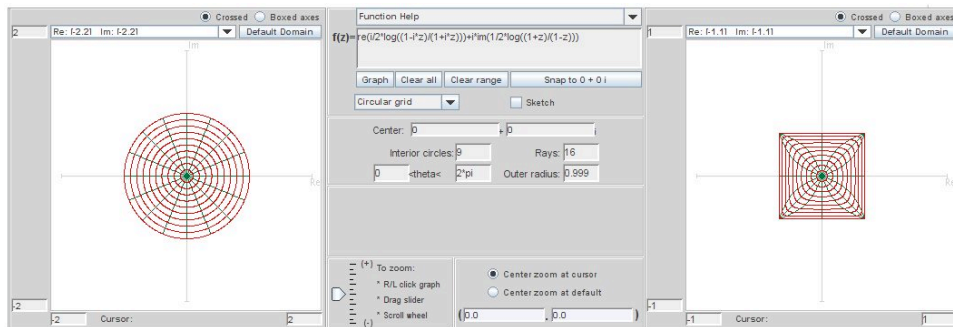 Crossed Boxed axes
2 Re: [-2.2] Im: [-2.2] Default Domain
Im
Re
-2
-2 Cursor: 2
Function Help
f(z)= re(i/2*log((1-i*z)/(1+i*z)))+i*im(1/2*log((1+z)/(1-z)))
Graph Clear all Clear range Snap to 0 + 0 i
Circular grid Sketch
Center: 0 + 0 i
Interior circles: 9 Rays: 16
0 <theta< 2*pi Outer radius: 0.999
(+) To zoom:
* R/L click graph
* Drag slider
* Scroll wheel
(-)
Center zoom at cursor
Center zoom at default
( 0.0 , 0.0 )
Crossed Boxed axes
1 Re: [-1.1] Im: [-1.1] Default Domain
Im
Re
-1
-1 Cursor: 1